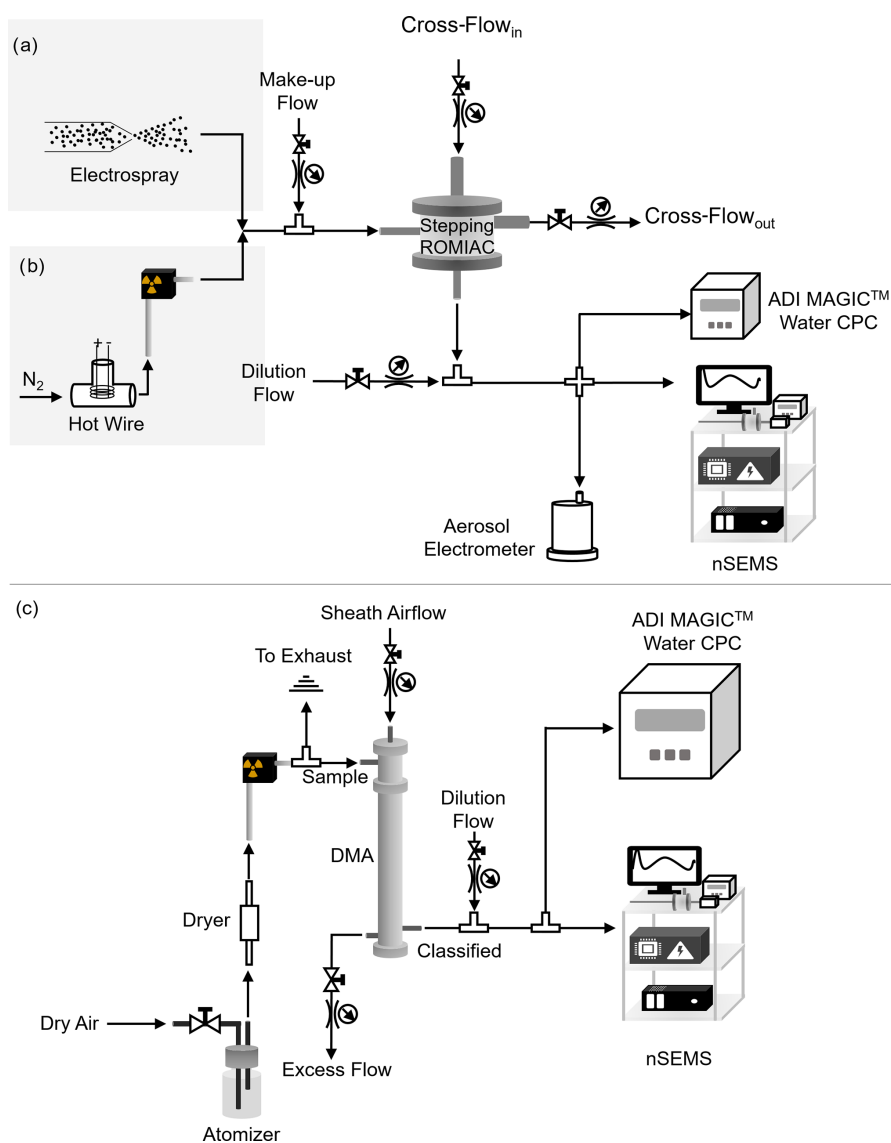 (a)
Cross-Flow_in
Make-up
Flow
Electrospray
Stepping
ROMIAC
Cross-Flow_out
(b)
+ -
N₂
Hot Wire
Dilution
Flow
ADI MAGIC™
Water CPC
Aerosol
Electrometer
nSEMS
(c)
Sheath Airflow
To Exhaust
ADI MAGIC™
Water CPC
Sample
Dilution
Flow
DMA
Dryer
Classified
Dry Air
Excess Flow
nSEMS
Atomizer